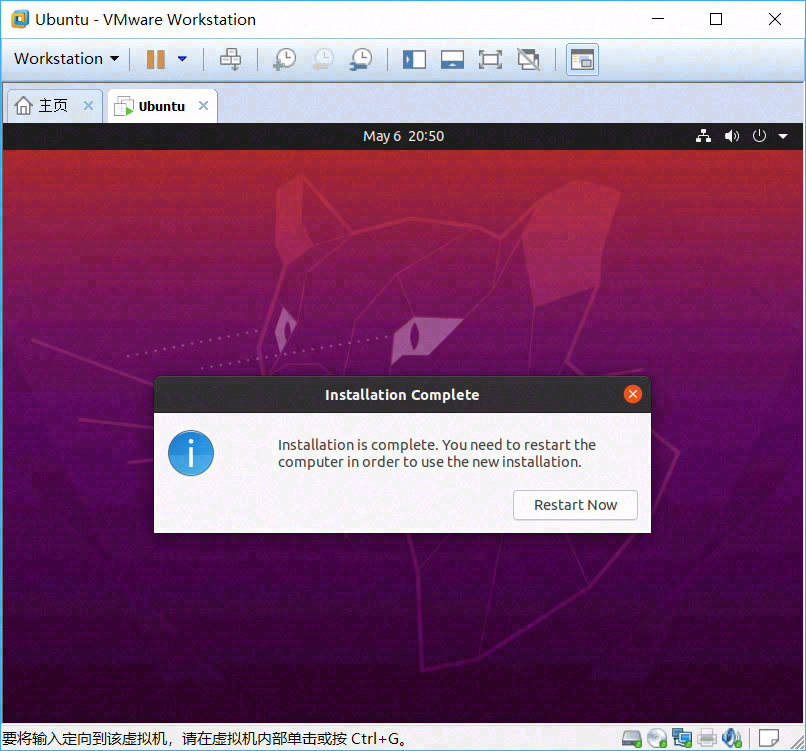 Ubuntu - VMware Workstation
Workstation
主页
Ubuntu
May 6 20:50
Installation Complete
Installation is complete. You need to restart the
computer in order to use the new installation.
Restart Now
要将输入定向到该虚拟机，请在虚拟机内部单击或按 Ctrl+G。